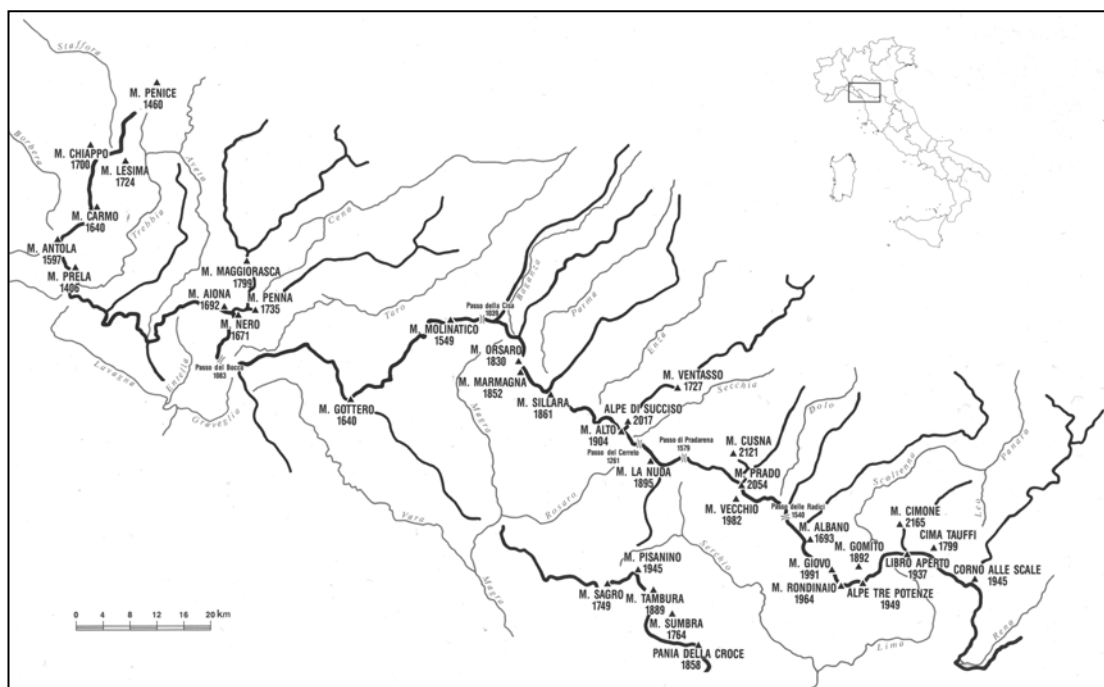 Staffora
M. PENICE
1460
Borbera
M. CHIAPPO
1700
M. LESIMA
1724
Aveto
M. CARMO
1640
Trebbia
M. ANTOLA
1597
Ceno
M. PRELA
1406
M. MAGGIORASCA
1799
M. AIONA
1692
M. PENNA
1735
M. NERO
1671
Taro
Passo della Cisa
1039
Baganza
Parma
M. MOLINATICO
1549
Lavagna
Entella
Passo del Bocco
1063
Graveglia
M. ORSARO
1830
M. MARMAGNA
1852
Enza
M. VENTASSO
1727
Secchia
M. GOTTERO
1640
M. SILLARA
1861
ALPE DI SUCCISO
2017
Magra
M. ALTO
1904
Passo del Cerreto
1261
Passo di Pradarena
1579
M. CUSNA
2121
Dolo
M. LA NUDA
1895
M. PRADO
2054
Rosaro
M. VECCHIO
1982
Passo delle Radici
1540
Scoltenna
Panaro
Leo
M. CIMONE
2165
Vara
M. ALBANO
1693
M. GOMITO
1892
CIMA TAUFFI
1799
Serchio
M. PISANINO
1945
M. GIOVO
1991
LIBRO APERTO
1937
CORNO ALLE SCALE
1945
Magra
M. SAGRO
1749
M. TAMBURA
1889
M. RONDINAIO
1964
ALPE TRE POTENZE
1949
M. SUMBRA
1764
Reno
Lima
PANIA DELLA CROCE
1858
0 4 8 12 16 20 km